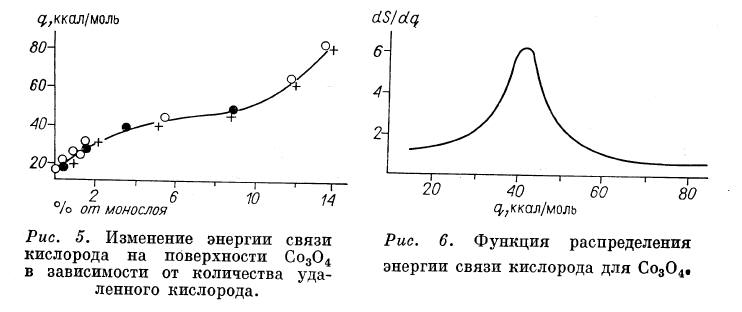 q, ккал/моль
80
60
40
20
2
6
10
14
% от монослоя
Рис. 5. Изменение энергии связи
кислорода на поверхности Co₃O₄
в зависимости от количества уда-
ленного кислорода.
dS/dq
6
4
2
20
40
60
80
q, ккал/моль
Рис. 6. Функция распределения
энергии связи кислорода для Co₃O₄.